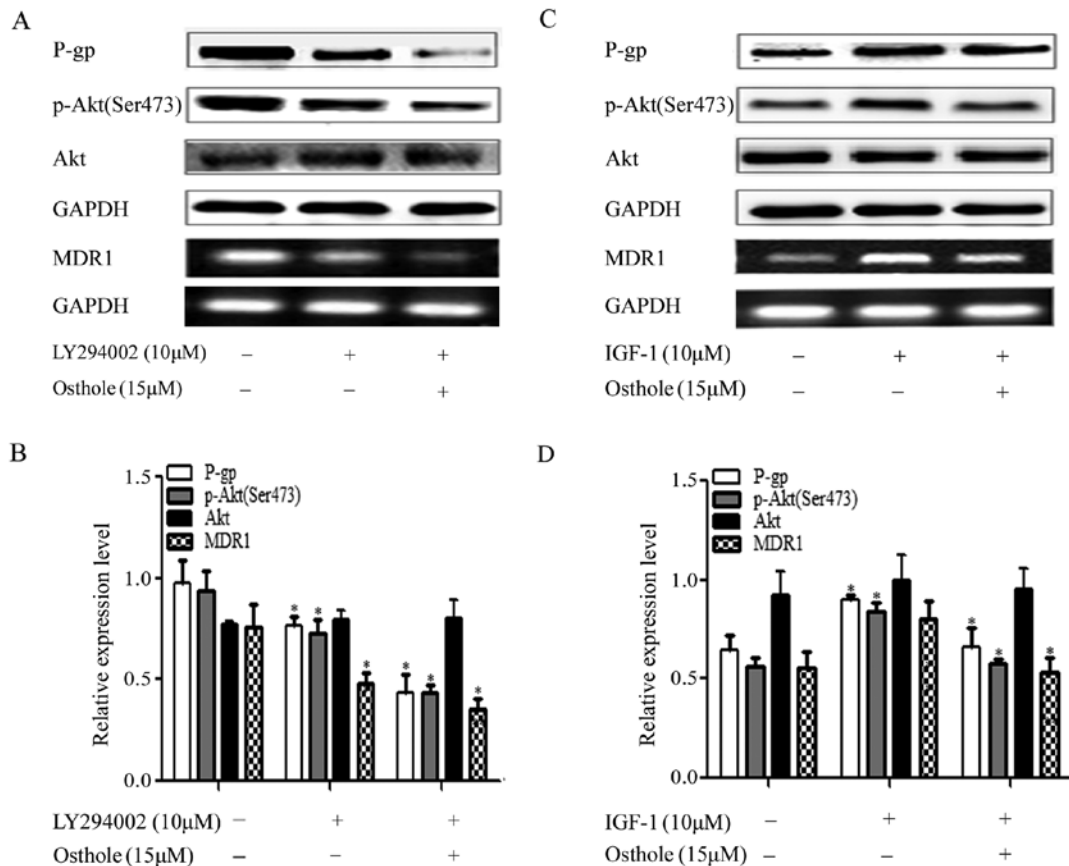 A
P-gp
p-Akt(Ser473)
Akt
GAPDH
MDR1
GAPDH
LY294002 (10μM) – + +
Osthole (15μM) – – +
C
P-gp
p-Akt(Ser473)
Akt
GAPDH
MDR1
GAPDH
IGF-1 (10μM) – + +
Osthole (15μM) – – +
B
P-gp
p-Akt(Ser473)
Akt
MDR1
Relative expression level
1.5
1.0
0.5
0.0
* * *
* * *
LY294002 (10μM) – + +
Osthole (15μM) – – +
D
P-gp
p-Akt(Ser473)
Akt
MDR1
Relative expression level
1.5
1.0
0.5
0.0
* *
* * *
IGF-1 (10μM) – + +
Osthole (15μM) – – +